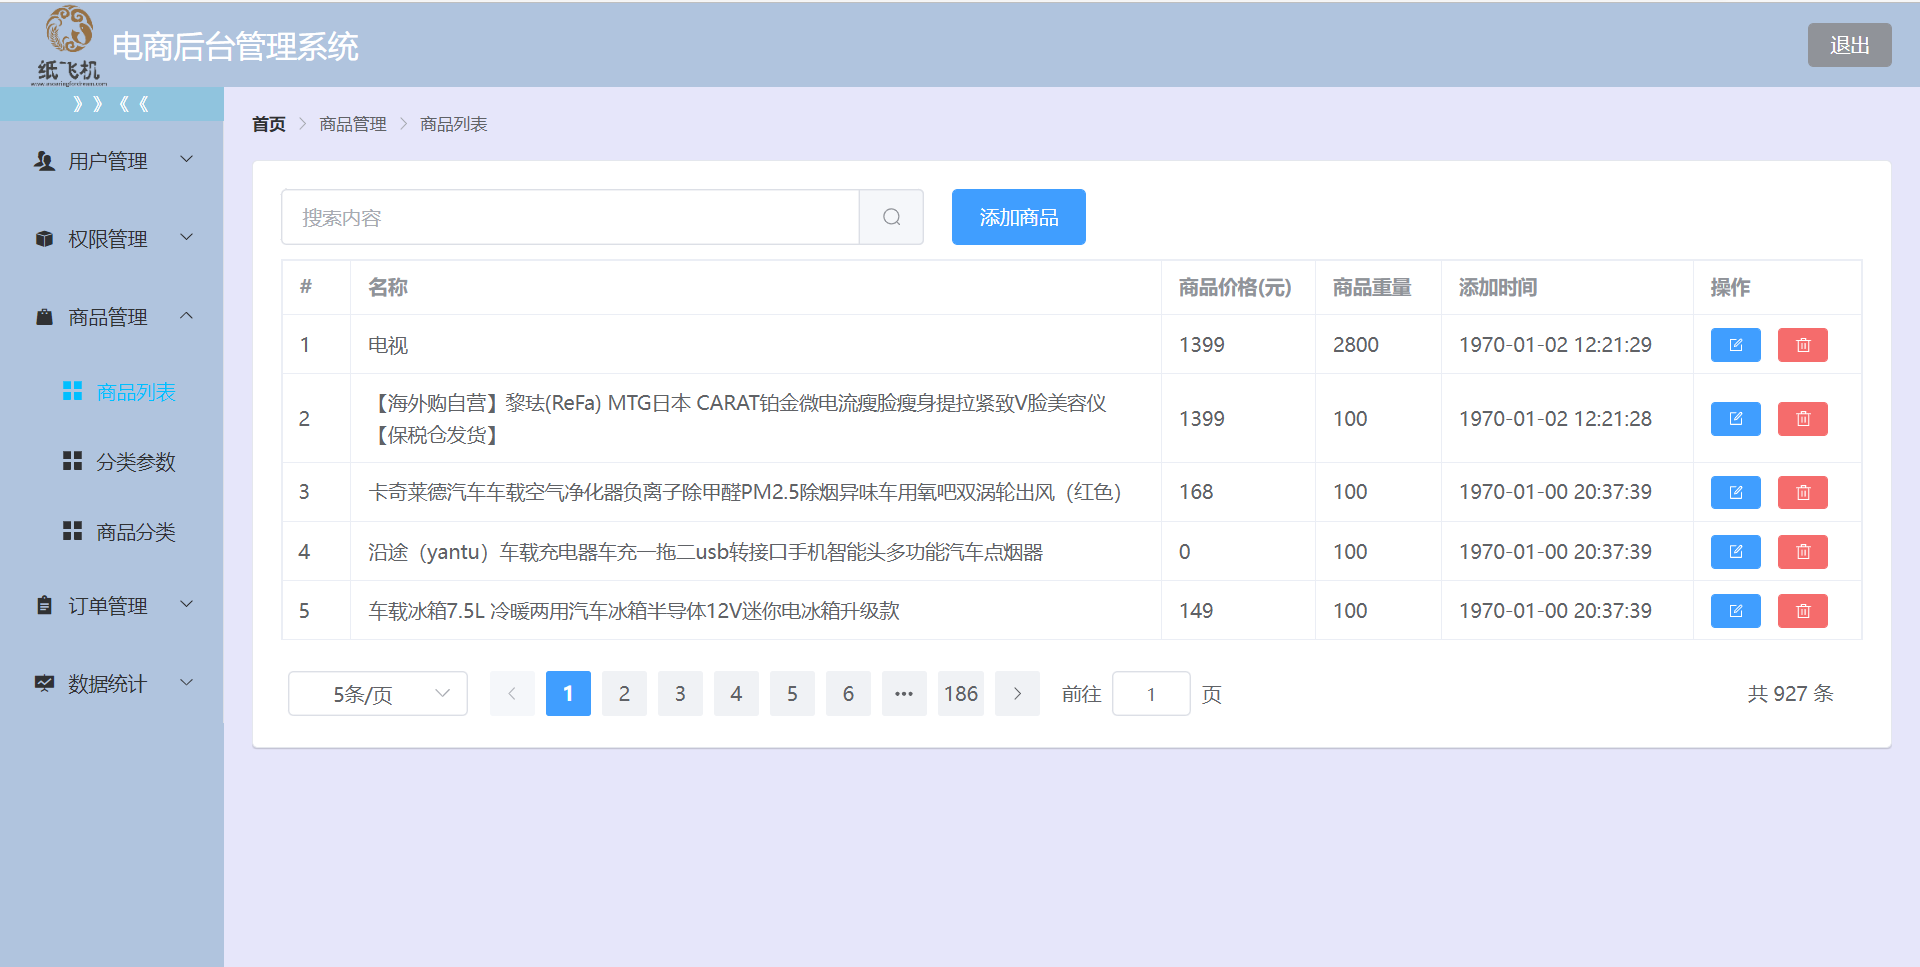 纸飞机
电商后台管理系统
退出
》》《《
首页 > 商品管理 > 商品列表
用户管理
权限管理
商品管理
商品列表
分类参数
商品分类
订单管理
数据统计
搜索内容
添加商品
# 名称 商品价格(元) 商品重量 添加时间 操作
1 电视 1399 2800 1970-01-02 12:21:29
2 【海外购自营】黎珐(ReFa) MTG日本 CARAT铂金微电流瘦脸瘦身提拉紧致V脸美容仪 1399 100 1970-01-02 12:21:28
【保税仓发货】
3 卡奇莱德汽车车载空气净化器负离子除甲醛PM2.5除烟异味车用氧吧双涡轮出风（红色） 168 100 1970-01-00 20:37:39
4 沿途（yantu）车载充电器车充一拖二usb转接口手机智能头多功能汽车点烟器 0 100 1970-01-00 20:37:39
5 车载冰箱7.5L 冷暖两用汽车冰箱半导体12V迷你电冰箱升级款 149 100 1970-01-00 20:37:39
5条/页 < 1 2 3 4 5 6 ••• 186 > 前往 1 页 共 927 条